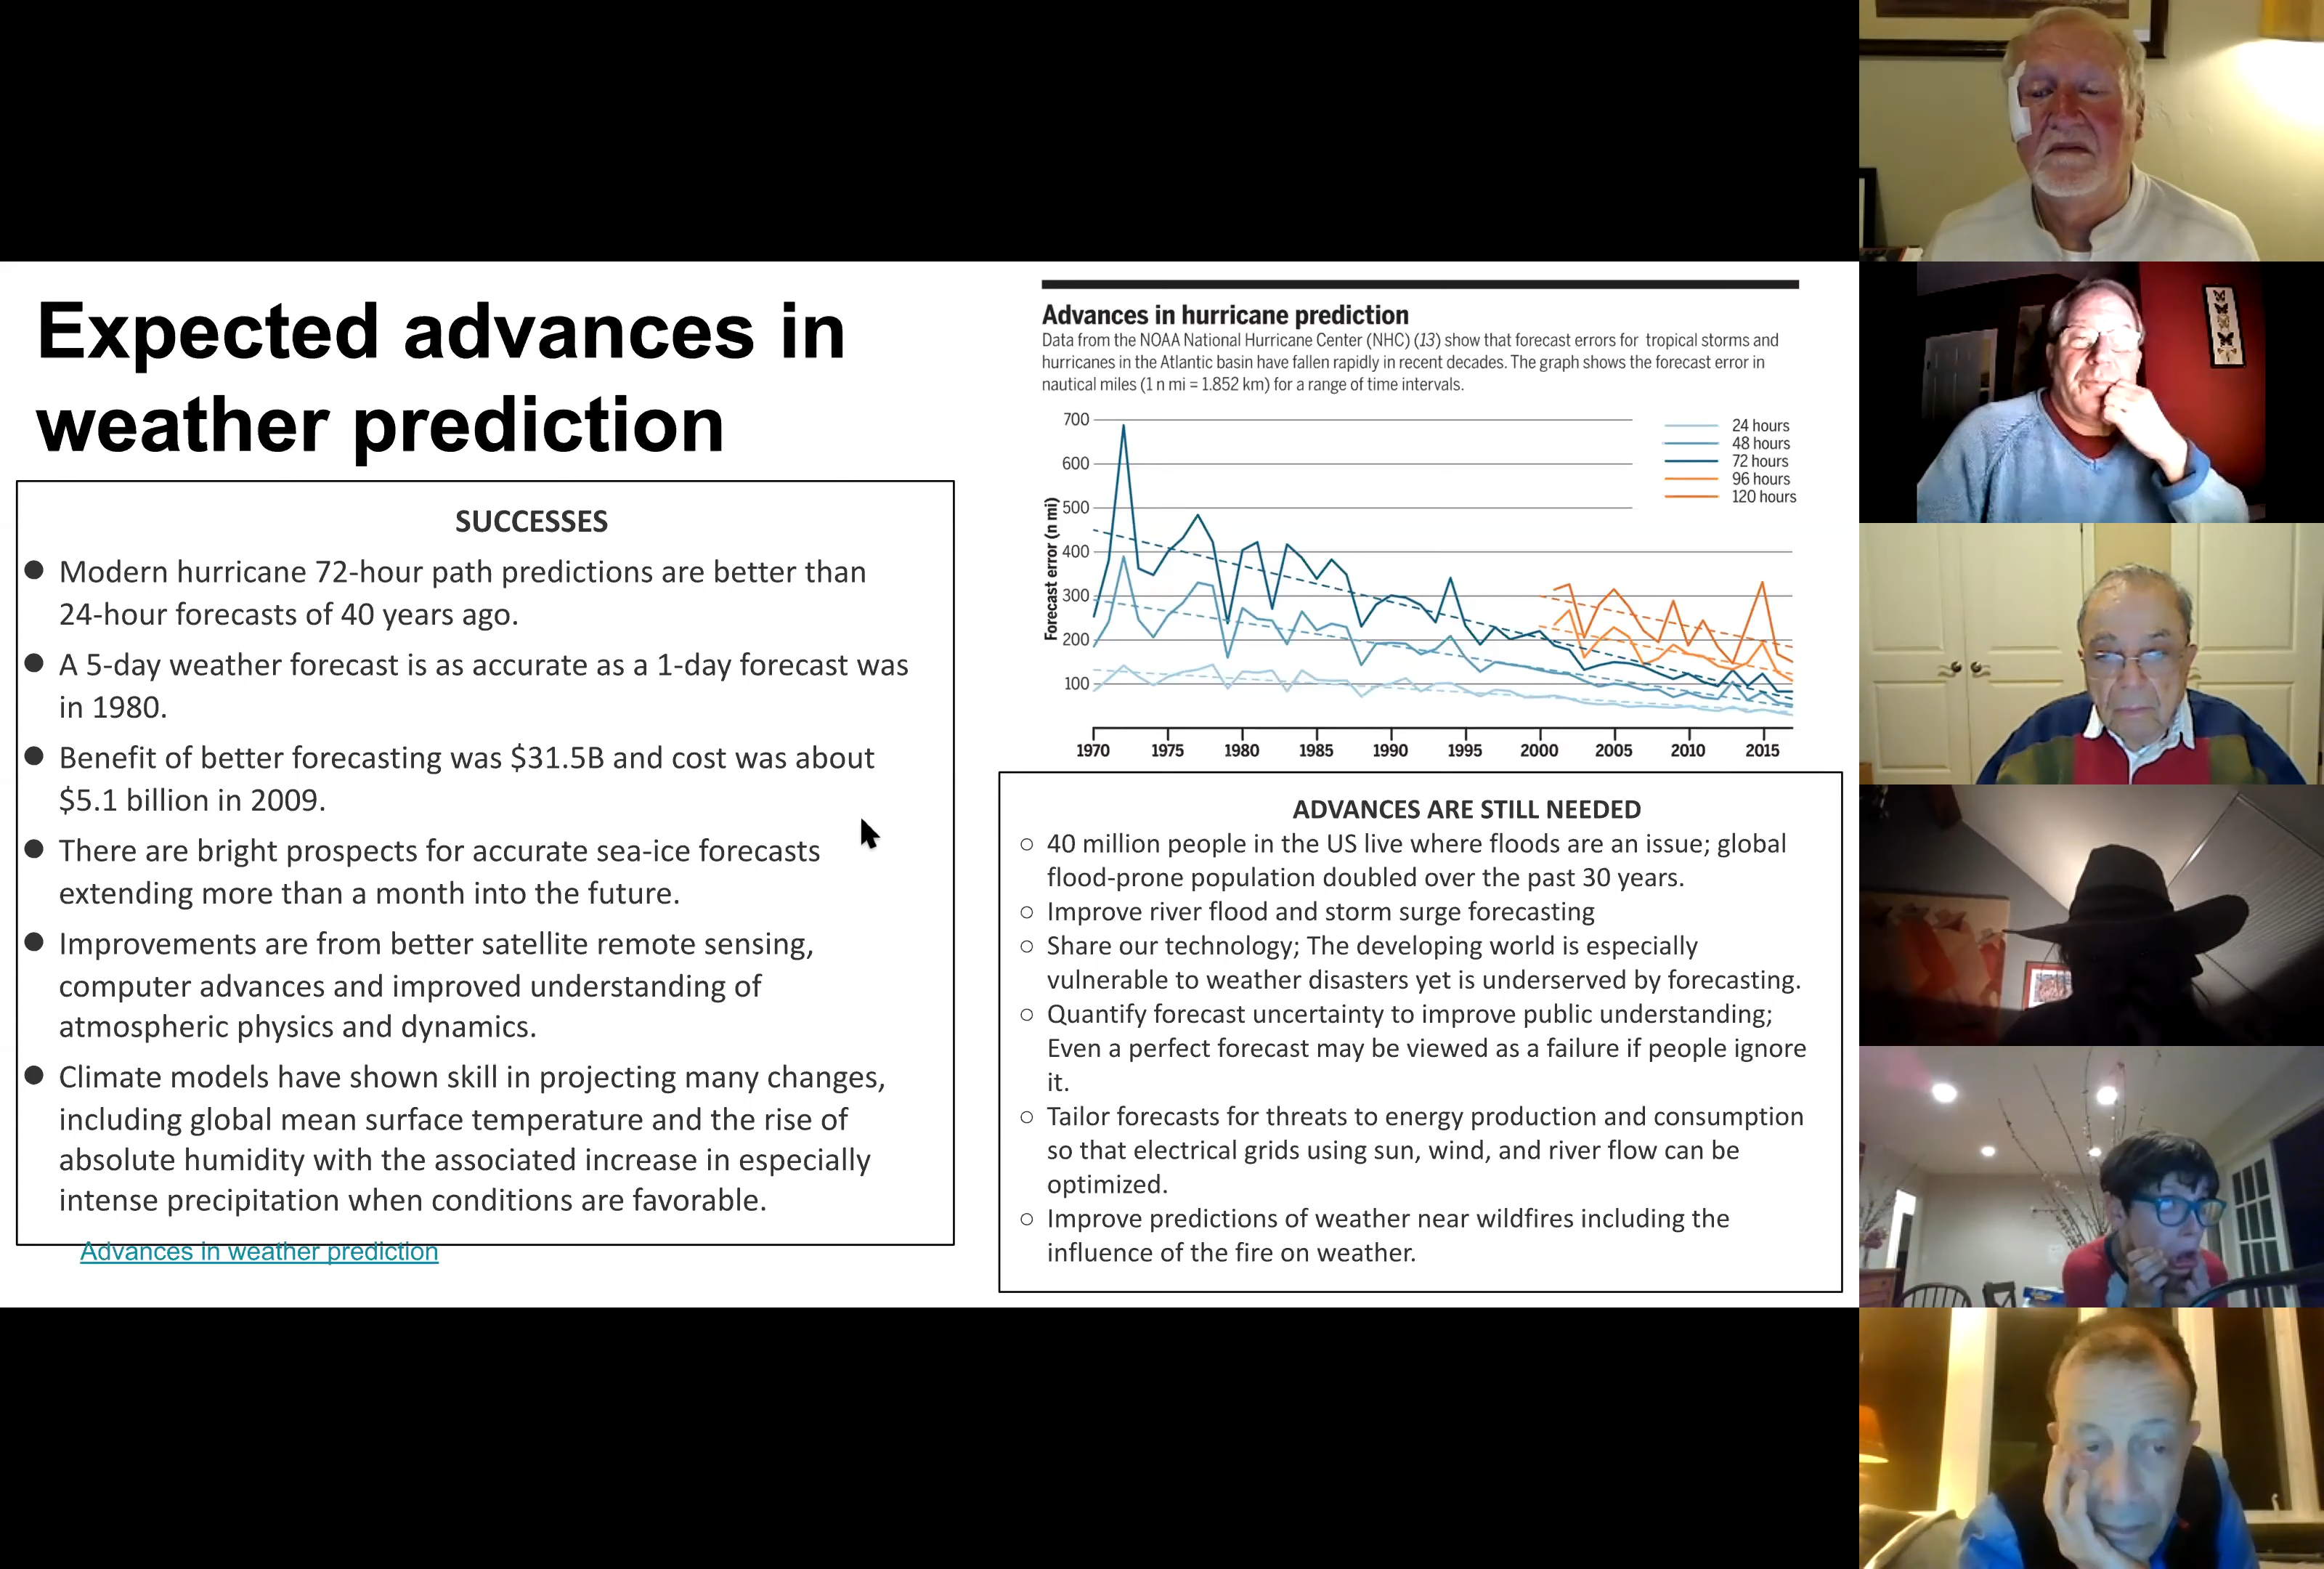 Expected advances in
weather prediction
SUCCESSES
● Modern hurricane 72-hour path predictions are better than
24-hour forecasts of 40 years ago.
● A 5-day weather forecast is as accurate as a 1-day forecast was
in 1980.
● Benefit of better forecasting was $31.5B and cost was about
$5.1 billion in 2009.
● There are bright prospects for accurate sea-ice forecasts
extending more than a month into the future.
● Improvements are from better satellite remote sensing,
computer advances and improved understanding of
atmospheric physics and dynamics.
● Climate models have shown skill in projecting many changes,
including global mean surface temperature and the rise of
absolute humidity with the associated increase in especially
intense precipitation when conditions are favorable.
Advances in weather prediction
Advances in hurricane prediction
Data from the NOAA National Hurricane Center (NHC) (13) show that forecast errors for tropical storms and
hurricanes in the Atlantic basin have fallen rapidly in recent decades. The graph shows the forecast error in
nautical miles (1 n mi = 1.852 km) for a range of time intervals.
Forecast error (n mi)
700
600
500
400
300
200
100
24 hours
48 hours
72 hours
96 hours
120 hours
1970 1975 1980 1985 1990 1995 2000 2005 2010 2015
ADVANCES ARE STILL NEEDED
○ 40 million people in the US live where floods are an issue; global
flood-prone population doubled over the past 30 years.
○ Improve river flood and storm surge forecasting
○ Share our technology; The developing world is especially
vulnerable to weather disasters yet is underserved by forecasting.
○ Quantify forecast uncertainty to improve public understanding;
Even a perfect forecast may be viewed as a failure if people ignore
it.
○ Tailor forecasts for threats to energy production and consumption
so that electrical grids using sun, wind, and river flow can be
optimized.
○ Improve predictions of weather near wildfires including the
influence of the fire on weather.